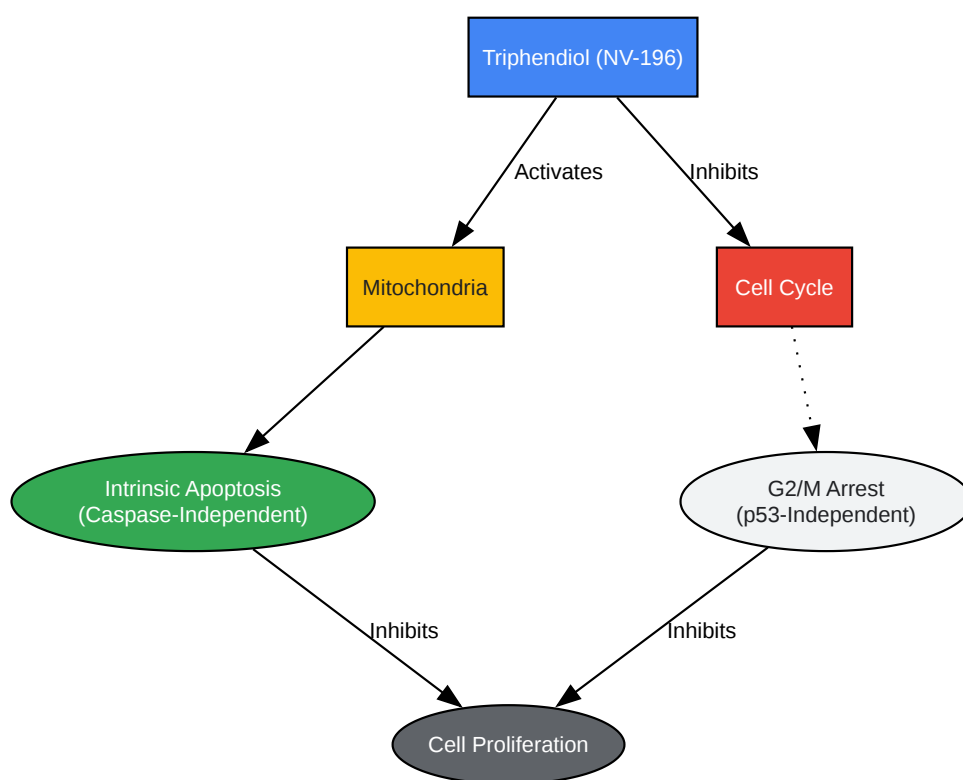 Triphendiol (NV-196)
Activates
Inhibits
Mitochondria
Cell Cycle
Intrinsic Apoptosis
(Caspase-Independent)
G2/M Arrest
(p53-Independent)
Inhibits
Inhibits
Cell Proliferation